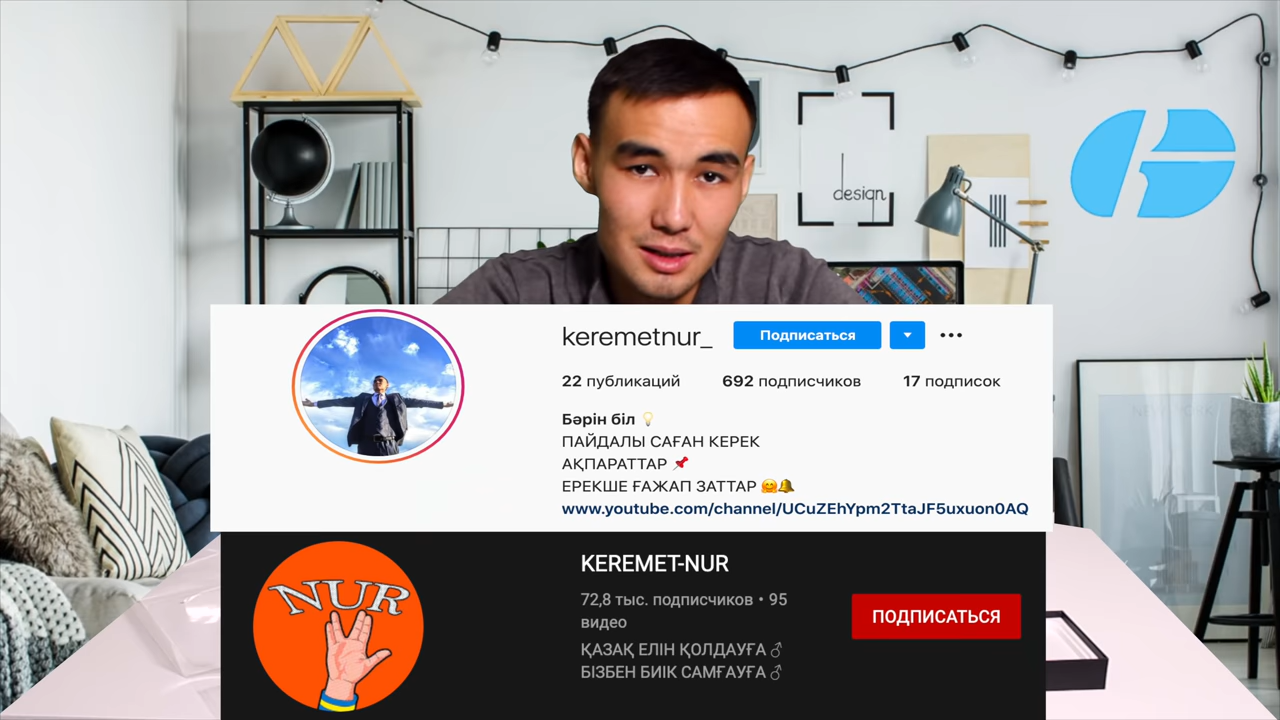 design
keremetnur_
Подписаться
22 публикаций 692 подписчиков 17 подписок
Бәрін біл 💡
ПАЙДАЛЫ САҒАН КЕРЕК
АҚПАРАТТАР 📌
ЕРЕКШЕ ҒАЖАП ЗАТТАР 🤗🔔
www.youtube.com/channel/UCuZEhYpm2TtaJF5uxuon0AQ
NUR
KEREMET-NUR
72,8 тыс. подписчиков • 95
видео
ҚАЗАҚ ЕЛІН ҚОЛДАУҒА ♂
БІЗБЕН БИІК САМҒАУҒА ♂
ПОДПИСАТЬСЯ